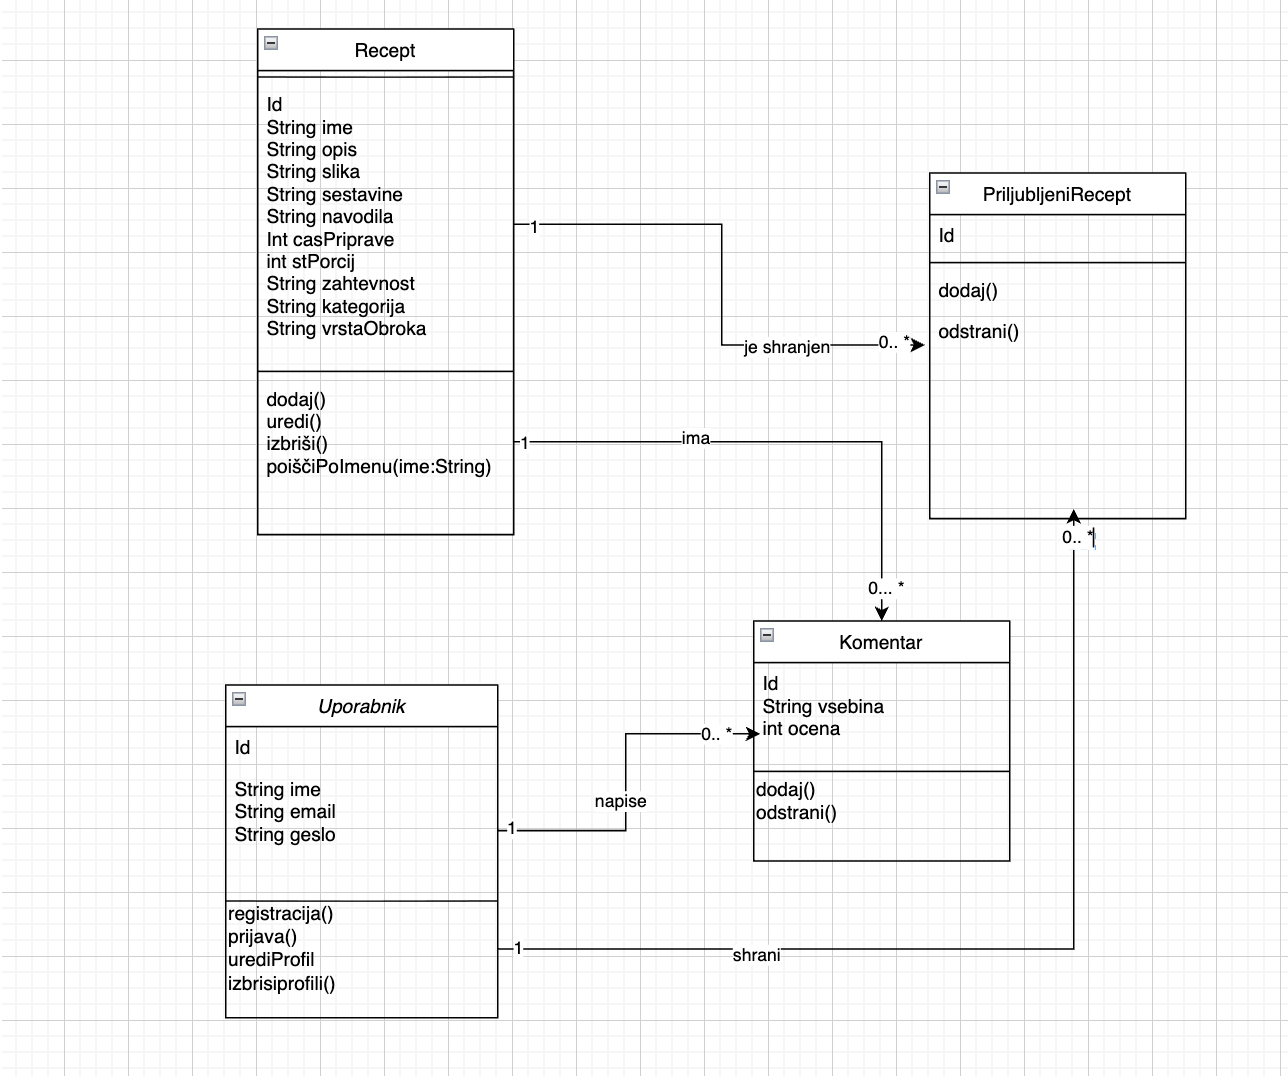 Recept
Id
String ime
String opis
String slika
String sestavine
String navodila
Int casPriprave
int stPorcij
String zahtevnost
String kategorija
String vrstaObroka
dodaj()
uredi()
izbriši()
poiščiPoImenu(ime:String)
1
je shranjen
0.. *
PriljubljeniRecept
Id
dodaj()
odstrani()
1
ima
0... *
0.. *
Komentar
Id
String vsebina
int ocena
dodaj()
odstrani()
Uporabnik
Id
String ime
String email
String geslo
registracija()
prijava()
urediProfil
izbrisiprofili()
1
napise
0.. *
1
shrani